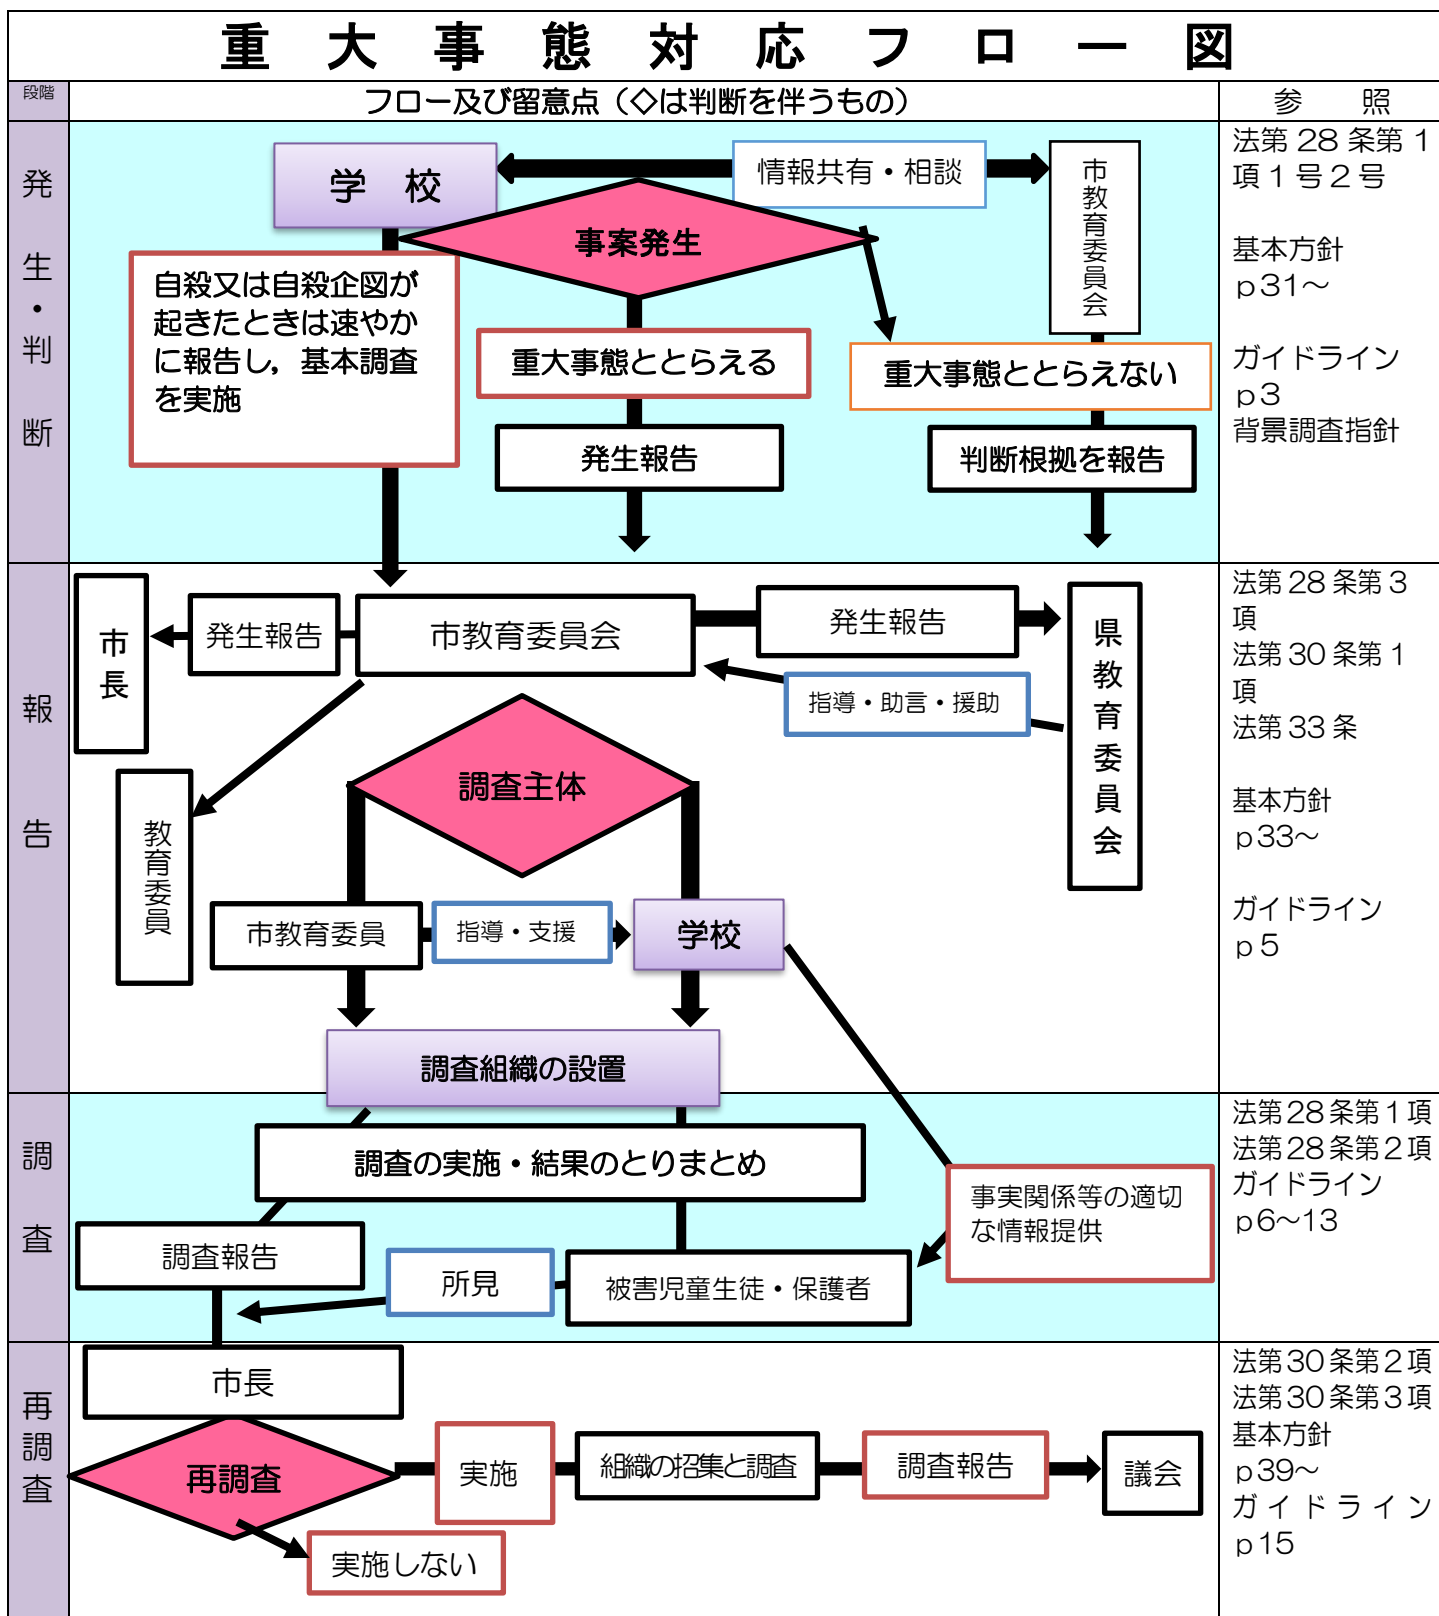 重大事態対応フロー図
段階
フロー及び留意点（◇は判断を伴うもの）
参　照
発生・判断
学　校
情報共有・相談
市教育委員会
事案発生
自殺又は自殺企図が
起きたときは速やか
に報告し，基本調査
を実施
重大事態ととらえる
重大事態ととらえない
発生報告
判断根拠を報告
法第28条第1
項1号2号
基本方針
p31～
ガイドライン
p3
背景調査指針
報告
市長
発生報告
市教育委員会
発生報告
県教育委員会
指導・助言・援助
調査主体
教育委員
市教育委員
指導・支援
学校
調査組織の設置
法第28条第3
項
法第30条第1
項
法第33条
基本方針
p33～
ガイドライン
p5
調査
調査の実施・結果のとりまとめ
事実関係等の適切
な情報提供
調査報告
所見
被害児童生徒・保護者
法第28条第1項
法第28条第2項
ガイドライン
p6～13
再調査
市長
再調査
実施
組織の招集と調査
調査報告
議会
実施しない
法第30条第2項
法第30条第3項
基本方針
p39～
ガイドライン
p15